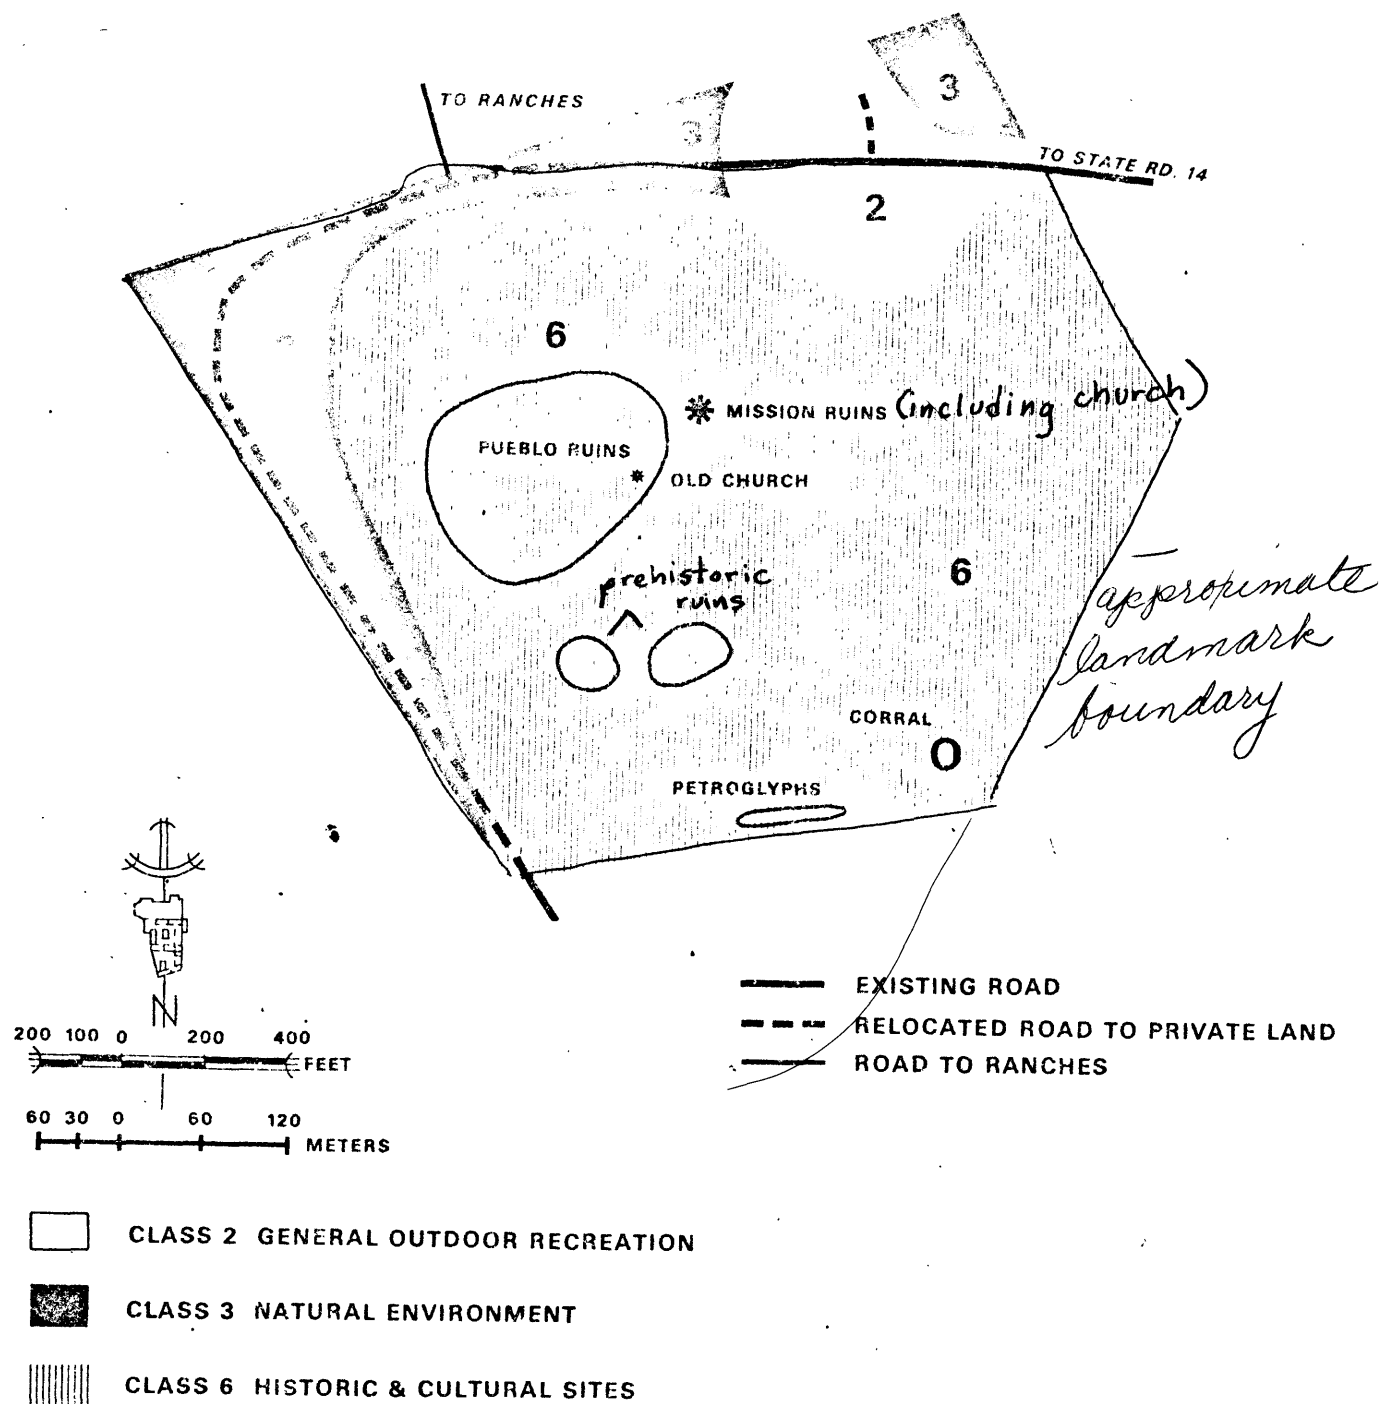 3
TO RANCHES
3
TO STATE RD. 14
2
6
MISSION RUINS (including church)
PUEBLO RUINS
OLD CHURCH
6
prehistoric
ruins
approximate
landmark
boundary
CORRAL
PETROGLYPHS
N
EXISTING ROAD
RELOCATED ROAD TO PRIVATE LAND
ROAD TO RANCHES
200 100 0 200 400
FEET
60 30 0 60 120
METERS
CLASS 2 GENERAL OUTDOOR RECREATION
CLASS 3 NATURAL ENVIRONMENT
CLASS 6 HISTORIC & CULTURAL SITES